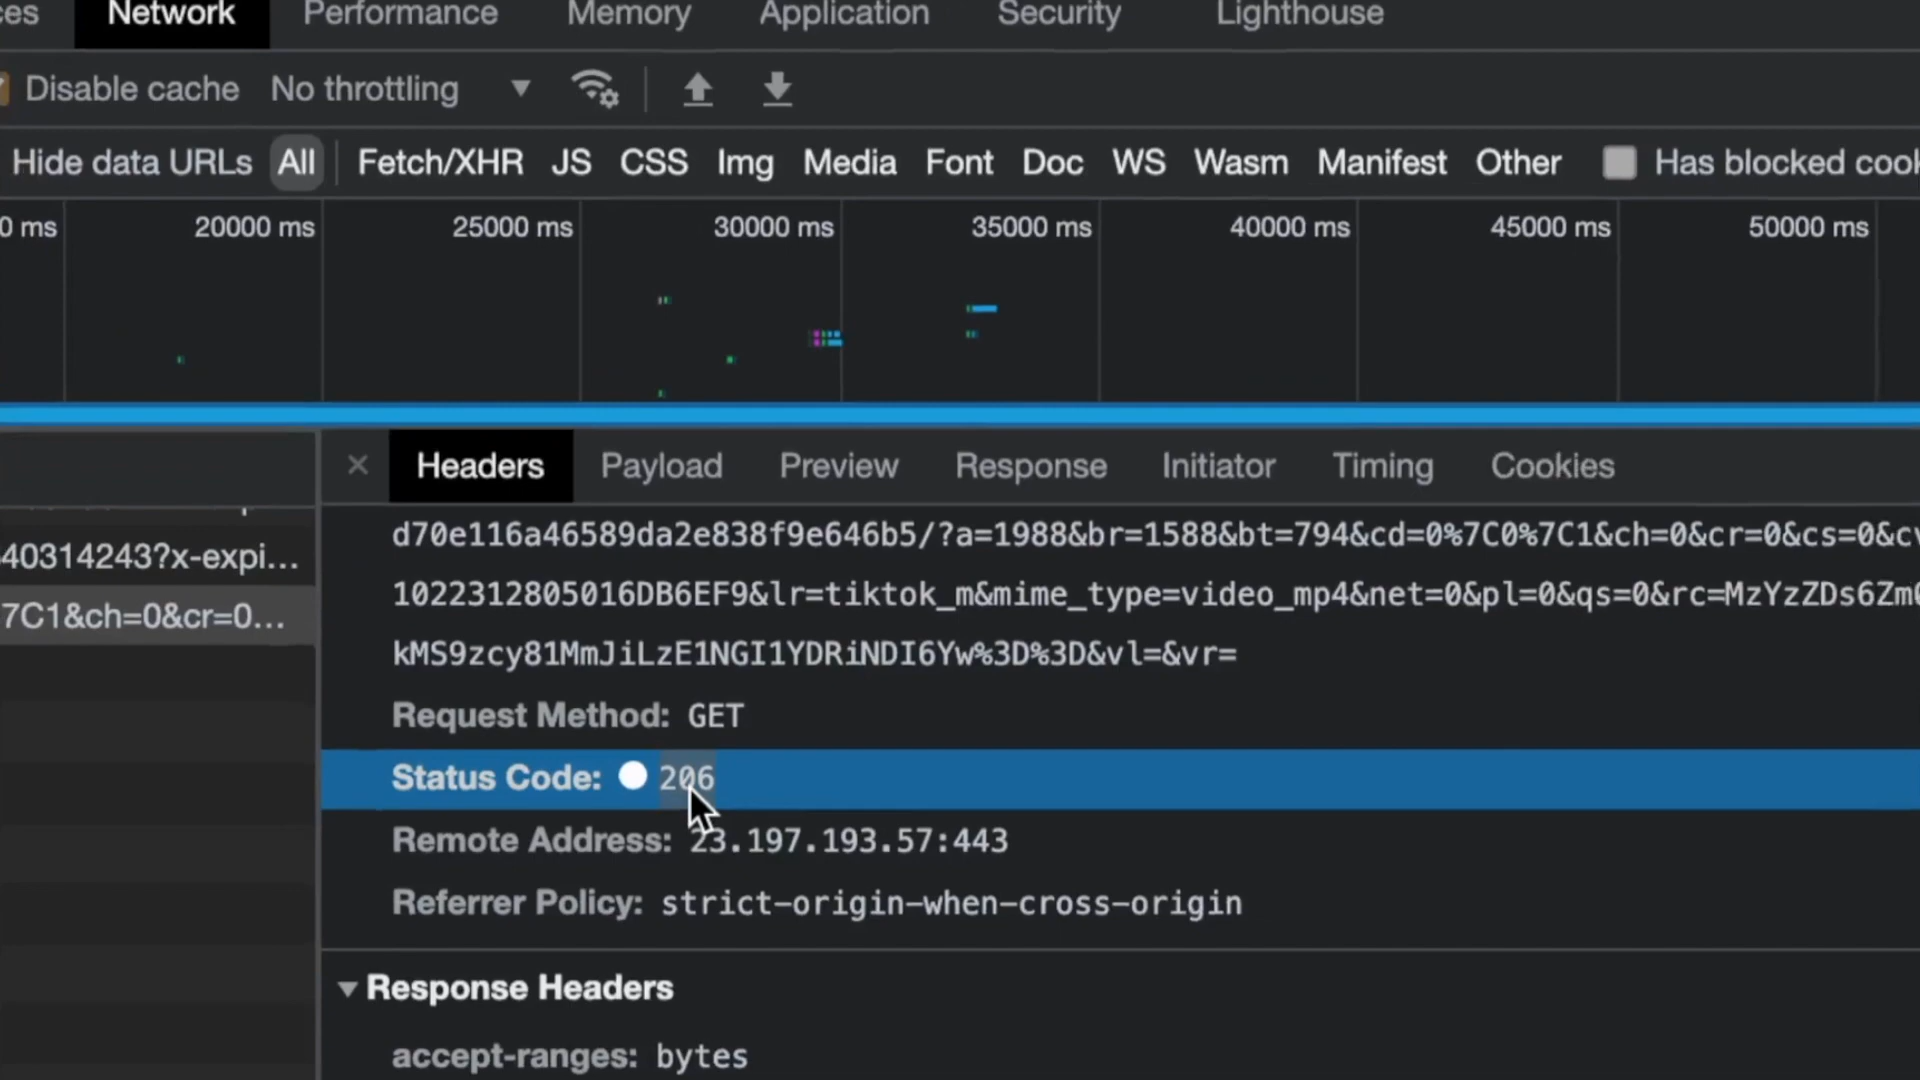 Network Performance Memory Application Security Lighthouse
Disable cache No throttling
Hide data URLs All Fetch/XHR JS CSS Img Media Font Doc WS Wasm Manifest Other Has blocked
20000 ms 25000 ms 30000 ms 35000 ms 40000 ms 45000 ms 50000 ms
Headers Payload Preview Response Initiator Timing Cookies
d70e116a46589da2e838f9e646b5/?a=1988&br=1588&bt=794&cd=0%7C0%7C1&ch=0&cr=0&cs=0&c
40314243?x-expi...
1022312805016DB6EF9&lr=tiktok_m&mime_type=video_mp4&net=0&pl=0&qs=0&rc=MzYzZDs6Zm
7C1&ch=0&cr=0...
kMS9zcy81MmJiLzE1NGI1YDRiNDI6Yw%3D%3D&vl=&vr=
Request Method: GET
Status Code: 206
Remote Address: 23.197.193.57:443
Referrer Policy: strict-origin-when-cross-origin
Response Headers
accept-ranges: bytes